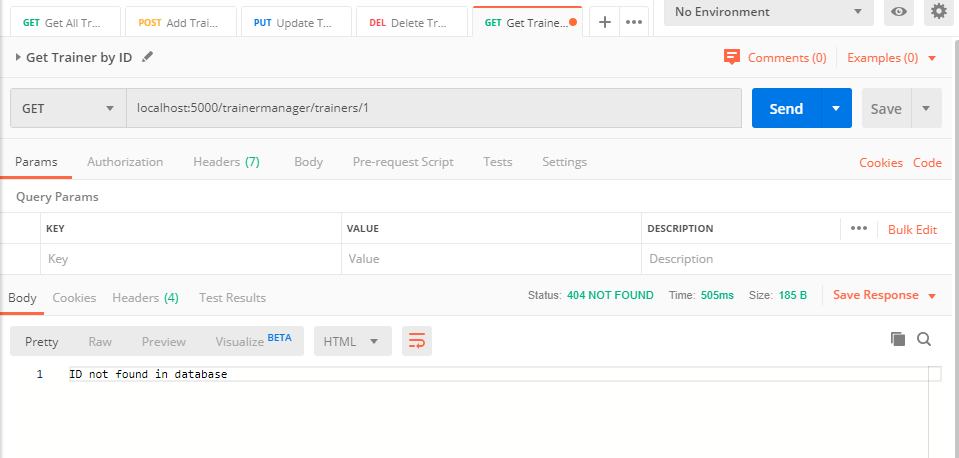 GET Get All Tr... POST Add Trai... PUT Update T... DEL Delete Tr... GET Get Traine... + ••• No Environment
Get Trainer by ID Comments (0) Examples (0)
GET localhost:5000/trainermanager/trainers/1 Send Save
Params Authorization Headers (7) Body Pre-request Script Tests Settings Cookies Code
Query Params
KEY VALUE DESCRIPTION ••• Bulk Edit
Key Value Description
Body Cookies Headers (4) Test Results Status: 404 NOT FOUND Time: 505ms Size: 185 B Save Response
Pretty Raw Preview Visualize BETA HTML
1 ID not found in database